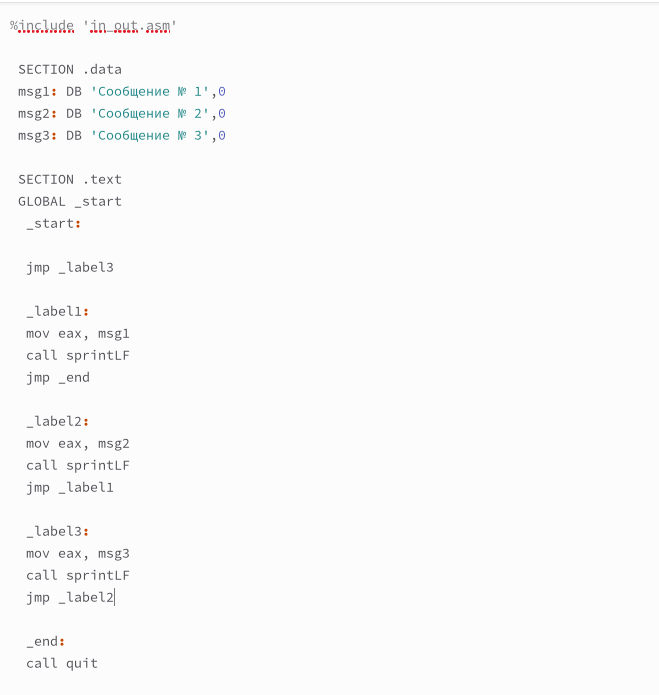 %include 'in_out.asm'
SECTION .data
msg1: DB 'Сообщение № 1',0
msg2: DB 'Сообщение № 2',0
msg3: DB 'Сообщение № 3',0
SECTION .text
GLOBAL _start
_start:
jmp _label3
_label1:
mov eax, msg1
call sprintLF
jmp _end
_label2:
mov eax, msg2
call sprintLF
jmp _label1
_label3:
mov eax, msg3
call sprintLF
jmp _label2
_end:
call quit